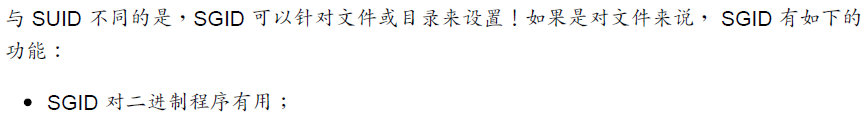 与 SUID 不同的是，SGID 可以针对文件或目录来设置！如果是对文件来说， SGID 有如下的
功能：
• SGID 对二进制程序有用；